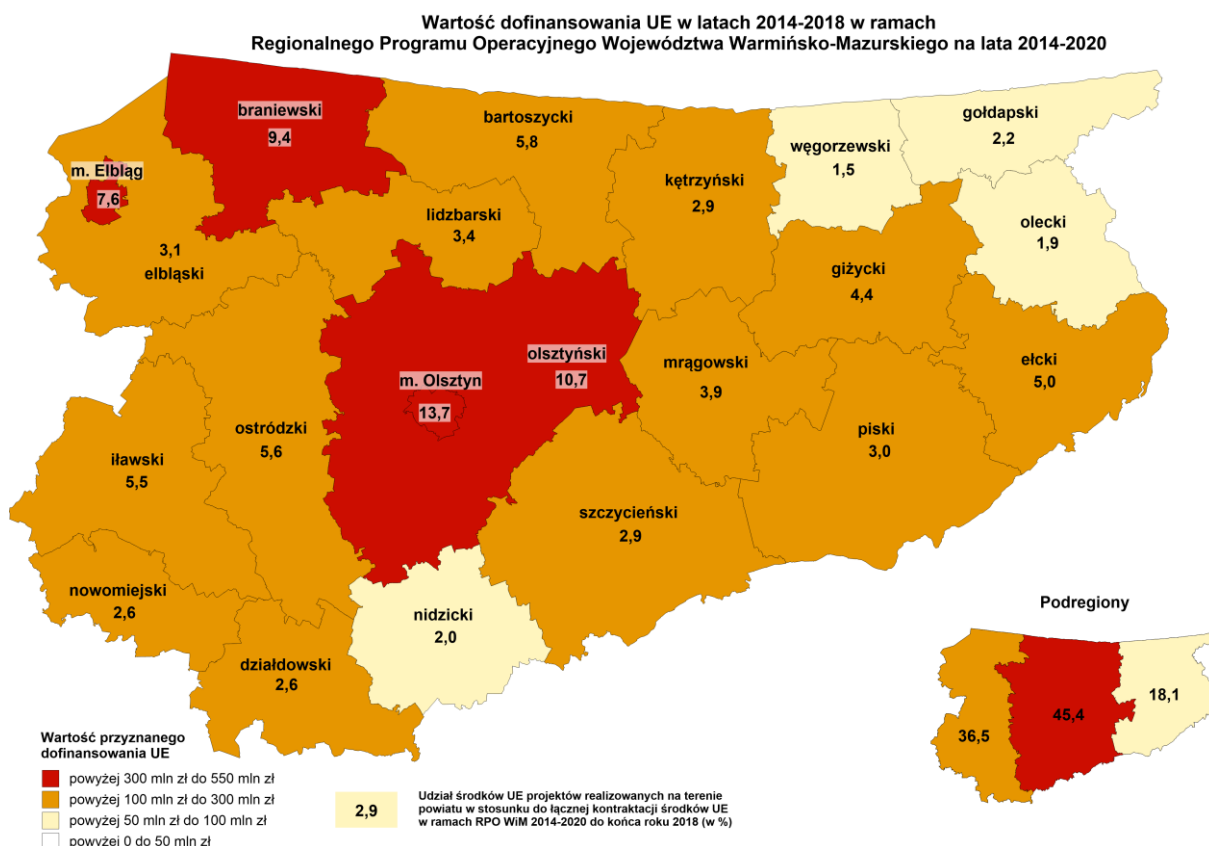 Wartość dofinansowania UE w latach 2014-2018 w ramach
Regionalnego Programu Operacyjnego Województwa Warmińsko-Mazurskiego na lata 2014-2020
braniewski
9,4
bartoszycki
5,8
gołdapski
2,2
węgorzewski
1,5
m. Elbląg
7,6
kętrzyński
2,9
lidzbarski
3,4
olecki
1,9
3,1
elbląski
giżycki
4,4
olsztyński
10,7
mrągowski
3,9
ełcki
5,0
m. Olsztyn
13,7
ostródzki
5,6
piski
3,0
iławski
5,5
szczycieński
2,9
nowomiejski
2,6
nidzicki
2,0
działdowski
2,6
Podregiony
36,5
45,4
18,1
Wartość przyznanego
dofinansowania UE
powyżej 300 mln zł do 550 mln zł
powyżej 100 mln zł do 300 mln zł
powyżej 50 mln zł do 100 mln zł
powyżej 0 do 50 mln zł
2,9
Udział środków UE projektów realizowanych na terenie
powiatu w stosunku do łącznej kontraktacji środków UE
w ramach RPO WiM 2014-2020 do końca roku 2018 (w %)